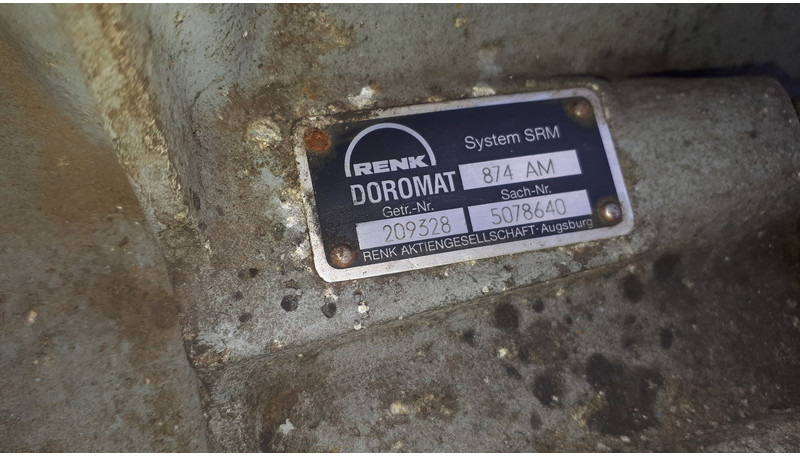 RENK
System SRM
DOROMAT 874 AM
Getr.-Nr. Sach-Nr.
209328 5078640
RENK AKTIENGESELLSCHAFT · Augsburg